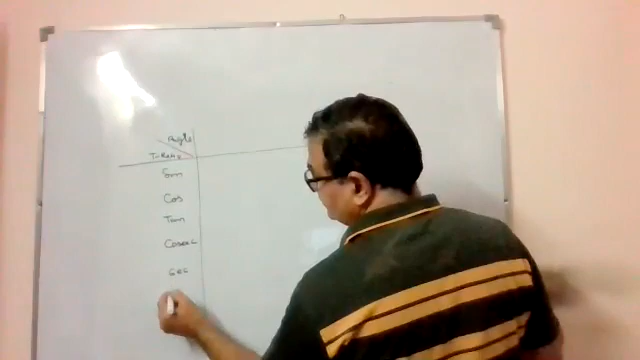 Angle
T-Ratio
Sin
Cos
Tan
Cosec
Sec